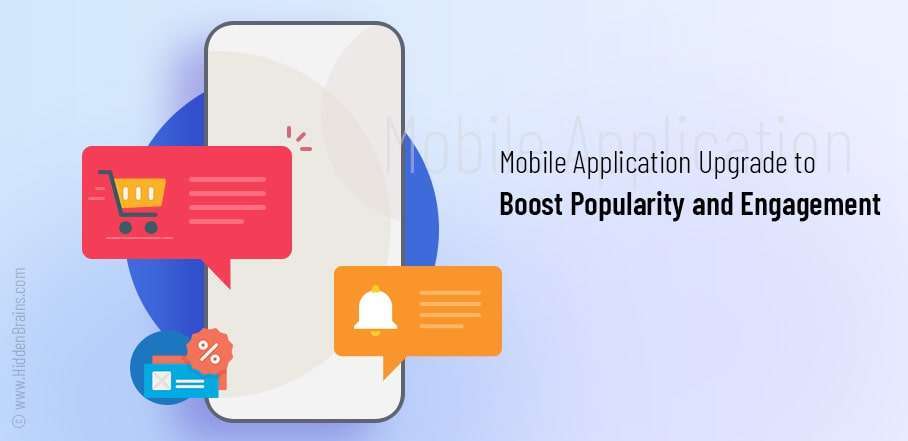 Mobile Application
Mobile Application Upgrade to
Boost Popularity and Engagement
%
© www.HiddenBrains.com